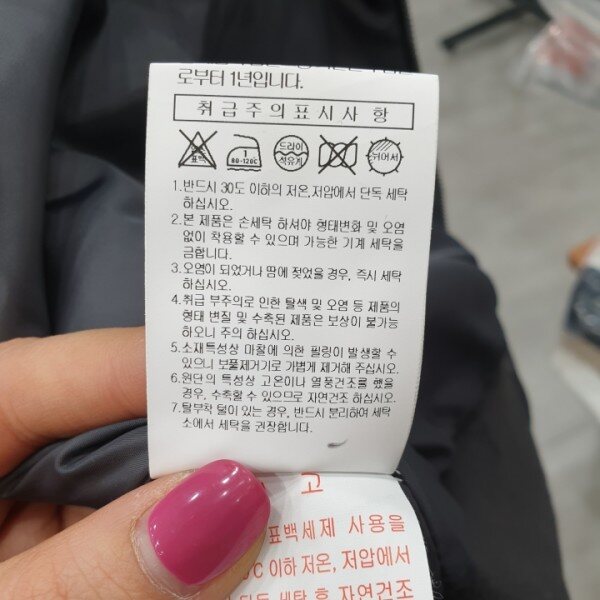 로부터 1년입니다.
취급주의표시사항
표백
1
80-120℃
드라이
석유계
뉘어서
1.반드시 30도 이하의 저온,저압에서 단독 세탁
하십시오.
2.본 제품은 손세탁 하셔야 형태변화 및 오염
없이 착용할 수 있으며 가능한 기계 세탁을
금합니다.
3.오염이 되었거나 땀에 젖었을 경우, 즉시 세탁
하십시오.
4.취급 부주의로 인한 탈색 및 오염 등 제품의
형태 변질 및 수축된 제품은 보상이 불가능
하오니 주의 하십시오.
5.소재특성상 마찰에 의한 필링이 발생할 수
있으니 보풀제거기로 가볍게 제거해 주십시오.
6.원단의 특성상 고온이나 열풍건조를 했을
경우, 수축할 수 있으므로 자연건조 하십시오.
7.탈부착 털이 있는 경우, 반드시 분리하여 세탁
소에서 세탁을 권장합니다.
고
표백세제 사용을
℃ 이하 저온, 저압에서
단독 세탁 후 자연건조